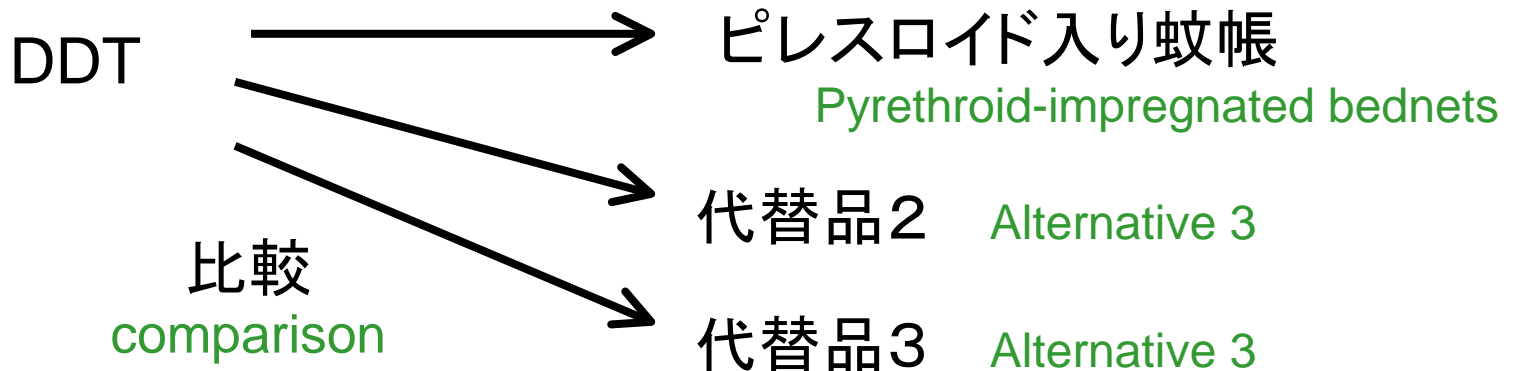 DDT
ピレスロイド入り蚊帳
Pyrethroid-impregnated bednets
代替品２ Alternative 3
比較
comparison
代替品３ Alternative 3